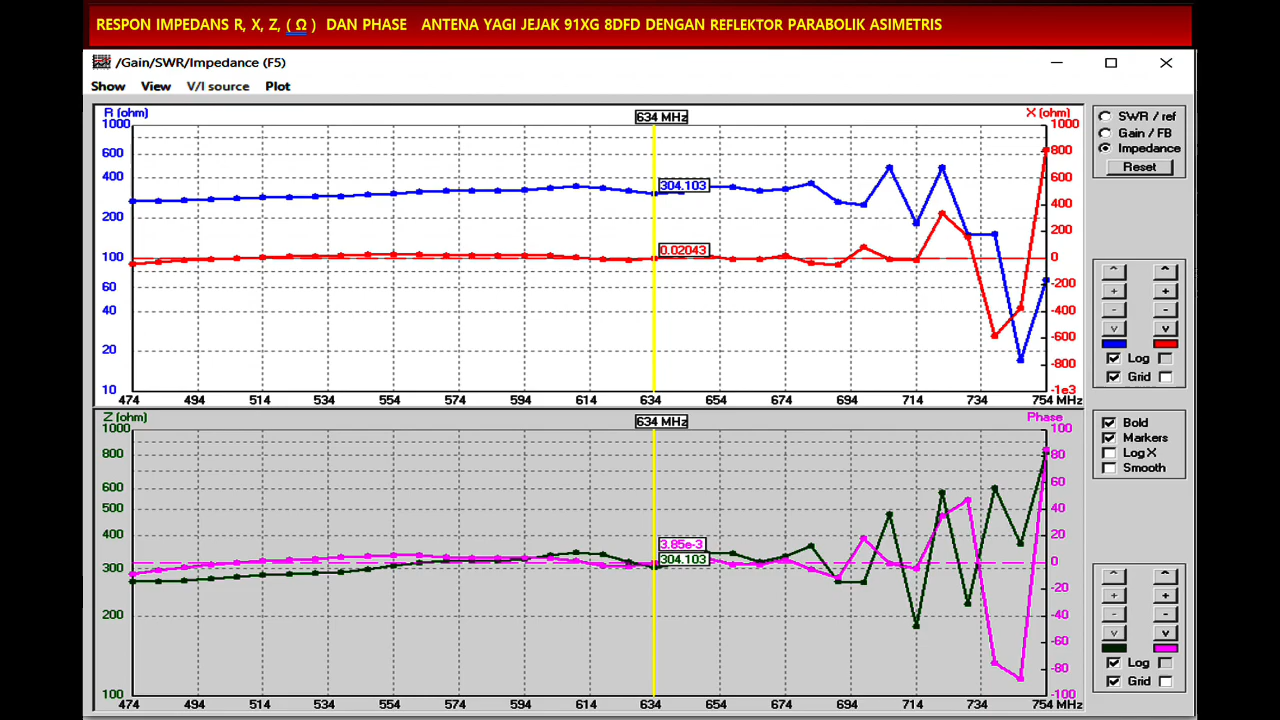 RESPON IMPEDANS R, X, Z, ( Ω ) DAN PHASE ANTENA YAGI JEJAK 91XG 8DFD DENGAN REFLEKTOR PARABOLIK ASIMETRIS
/Gain/SWR/Impedance (F5)
Show View V/I source Plot
R (ohm) 634 MHz X (ohm)
1000 1000
800
600 600
400 400
304.103
200 200
0.02043
100 0
60 -200
40 -400
-600
20 -800
10 -1e3
474 494 514 534 554 574 594 614 634 654 674 694 714 734 754 MHz
Z (ohm) 634 MHz Phase
1000 100
800 80
600 60
500 40
400 20
3.85e-3
304.103
300 0
-20
200 -40
-60
-80
100 -100
474 494 514 534 554 574 594 614 634 654 674 694 714 734 754 MHz
SWR / ref
Gain / FB
Impedance
Reset
^ ^
+ +
- -
v v
Log
Grid
Bold
Markers
Log X
Smooth
^ ^
+ +
- -
v v
Log
Grid